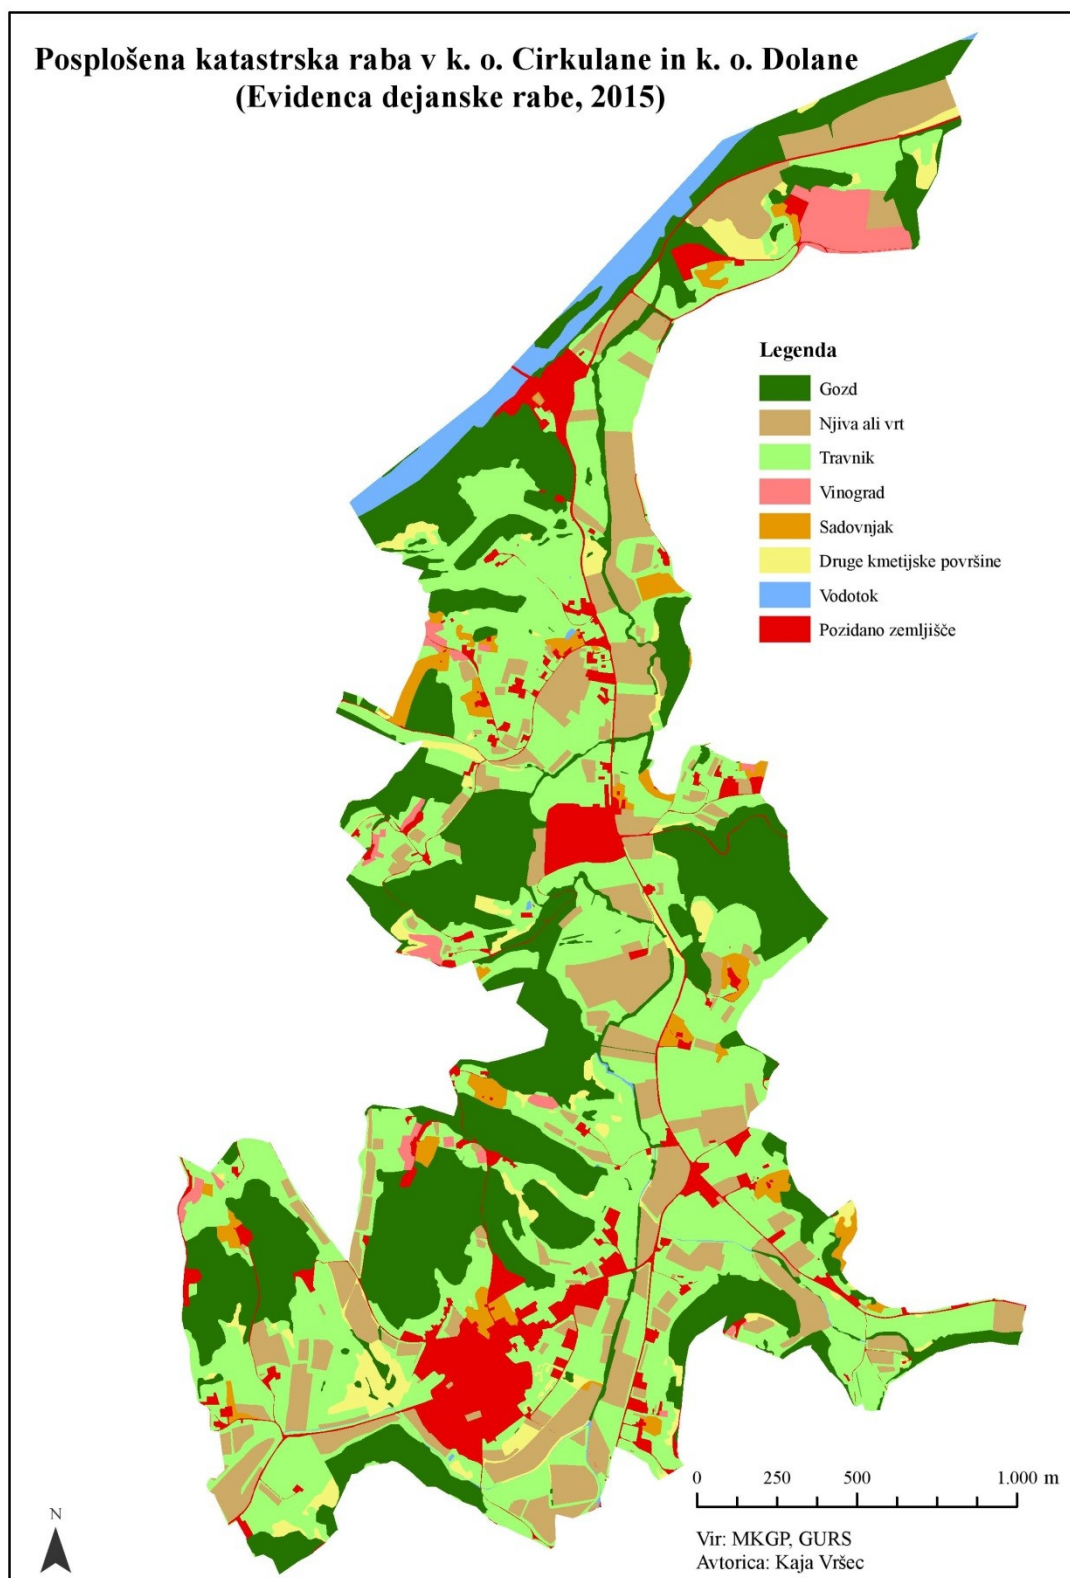 Posplošena katastrska raba v k. o. Cirkulane in k. o. Dolane
(Evidenca dejanske rabe, 2015)
Legenda
Gozd
Njiva ali vrt
Travnik
Vinograd
Sadovnjak
Druge kmetijske površine
Vodotok
Pozidano zemljišče
0 250 500 1.000 m
N
Vir: MKGP, GURS
Avtorica: Kaja Vršec